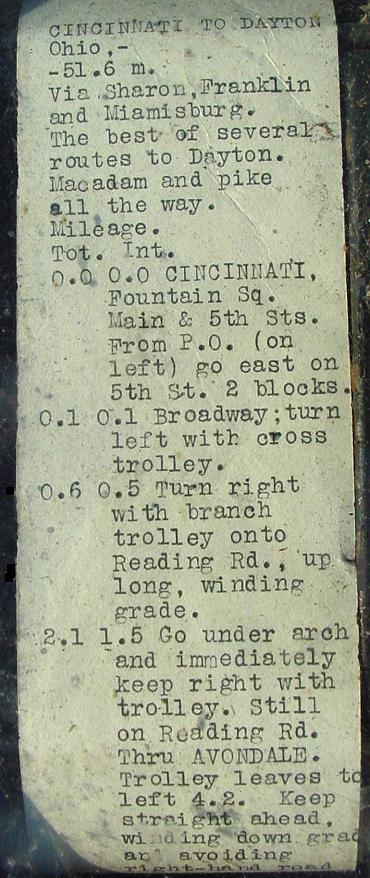 CINCINNATI TO DAYTON
Ohio,-
-51.6 m.
Via Sharon,Franklin
and Miamisburg.
The best of several
routes to Dayton.
Macadam and pike
all the way.
Mileage.
Tot. Int.
0.0 0.0 CINCINNATI,
Fountain Sq.
Main & 5th Sts.
From P.O. (on
left) go east on
5th St. 2 blocks.
0.1 0.1 Broadway;turn
left with cross
trolley.
0.6 0.5 Turn right
with branch
trolley onto
Reading Rd., up
long, winding
grade.
2.1 1.5 Go under arch
and immediately
keep right with
trolley. Still
on Reading Rd.
Thru AVONDALE.
Trolley leaves to
left 4.2. Keep
straight ahead,
winding down grad
and avoiding
right-hand road